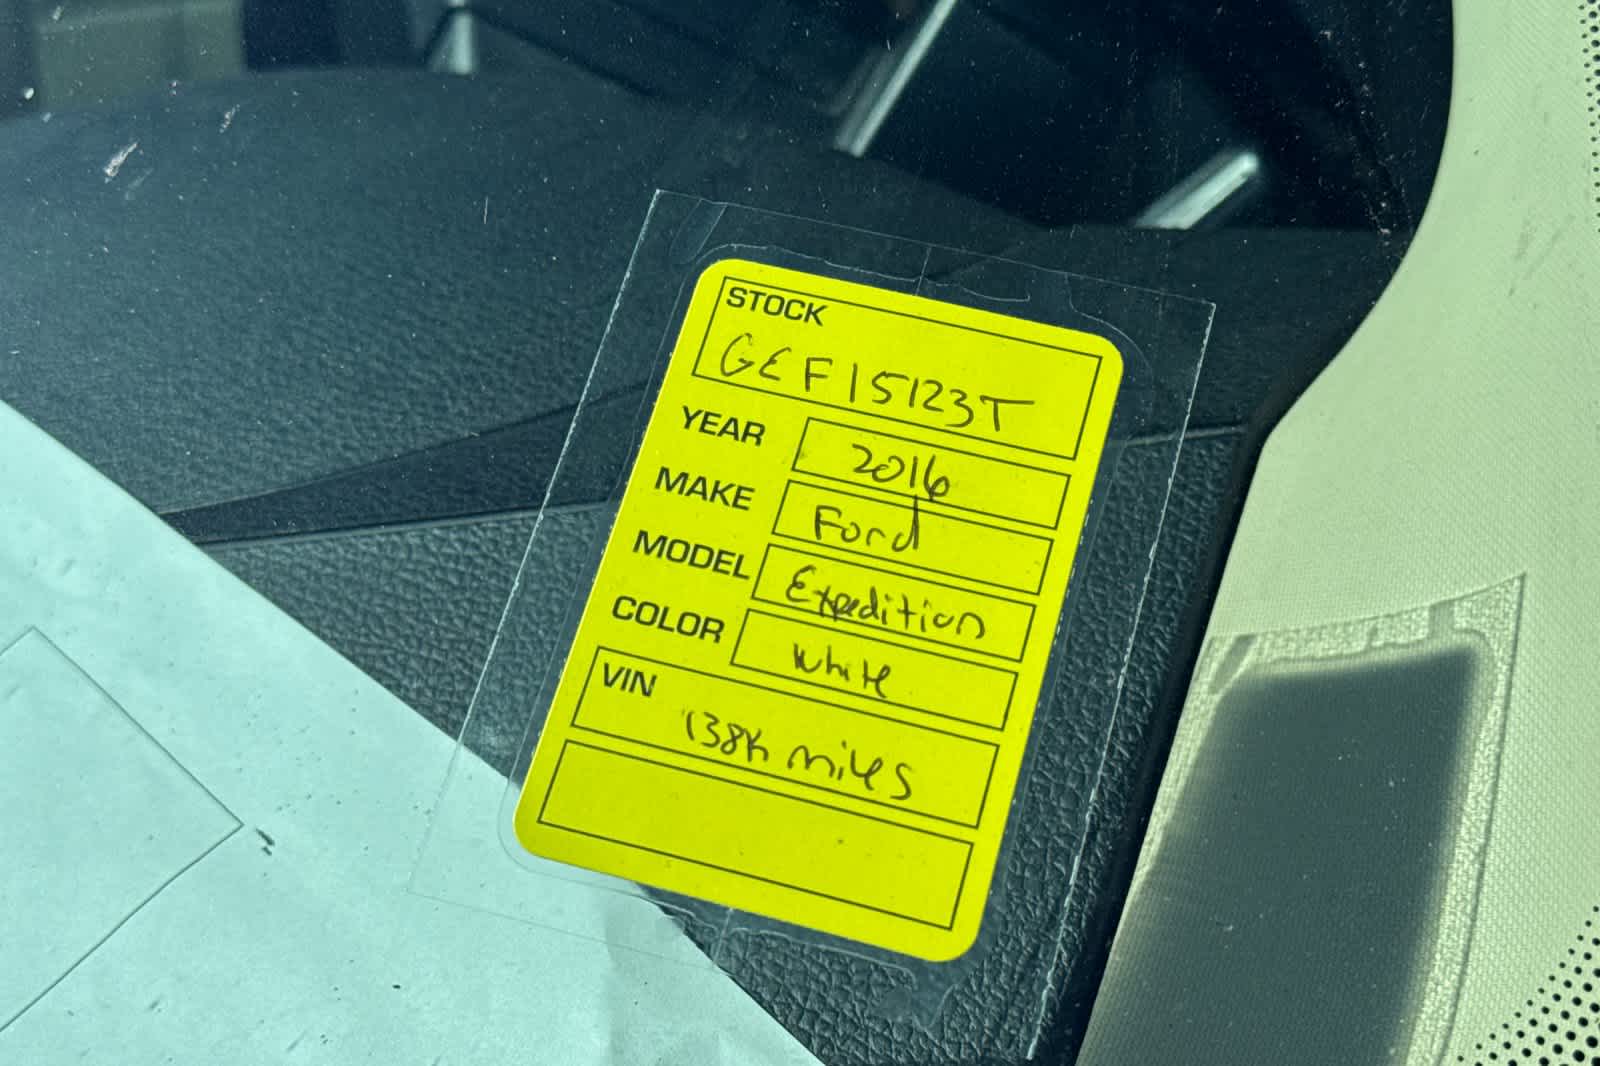 STOCK
GEF15123T
YEAR 2016
MAKE Ford
MODEL Expedition
COLOR White
VIN
138K miles